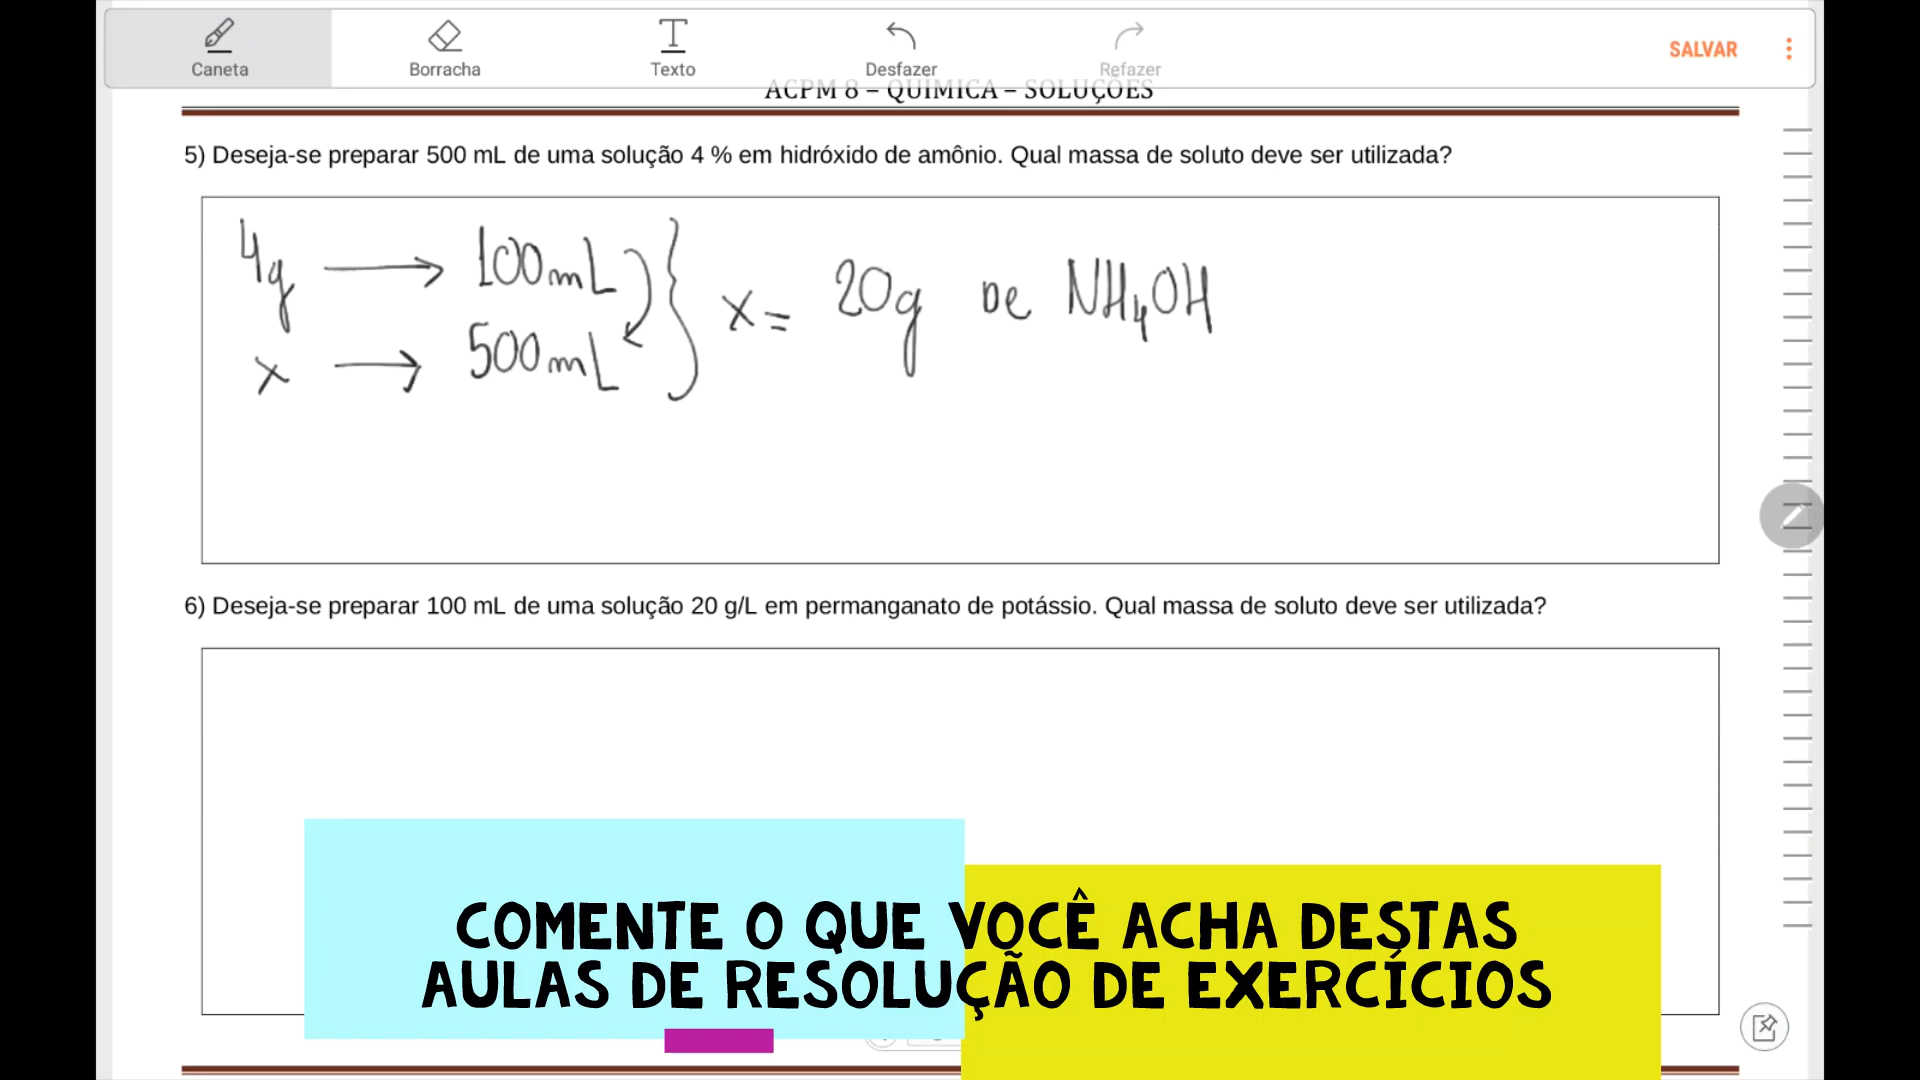 Caneta
Borracha
Texto
Desfazer
Refazer
SALVAR
ACPM 8 – QUÍMICA – SOLUÇÕES
5) Deseja-se preparar 500 mL de uma solução 4 % em hidróxido de amônio. Qual massa de soluto deve ser utilizada?
4g → 100mL
x → 500mL
x = 20g DE NH4OH
6) Deseja-se preparar 100 mL de uma solução 20 g/L em permanganato de potássio. Qual massa de soluto deve ser utilizada?
COMENTE O QUE VOCÊ ACHA DESTAS
AULAS DE RESOLUÇÃO DE EXERCÍCIOS